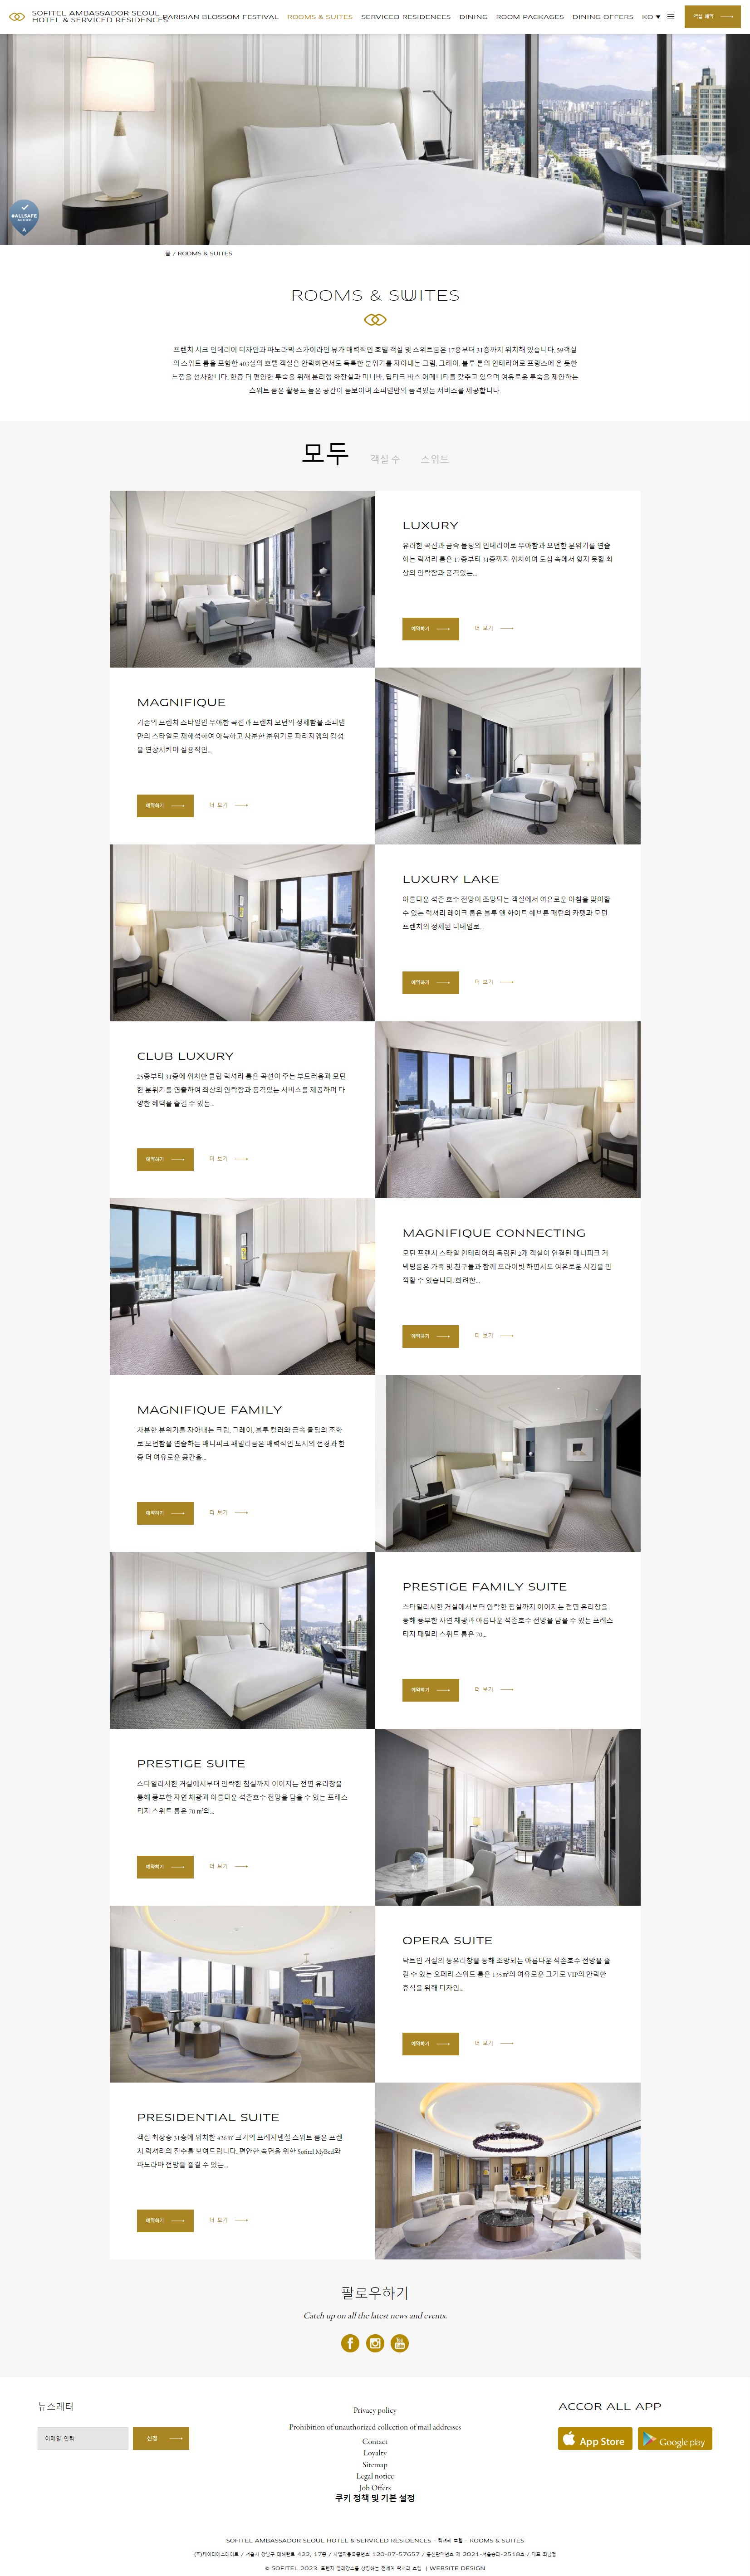 SOFITEL AMBASSADOR SEOUL
HOTEL & SERVICED RESIDENCES
PARISIAN BLOSSOM FESTIVAL
ROOMS & SUITES
SERVICED RESIDENCES
DINING
ROOM PACKAGES
DINING OFFERS
KO ▼
객실 예약
#ALLSAFE
ACCOR
홈 / ROOMS & SUITES
ROOMS & SUITES
프렌치 시크 인테리어 디자인과 파노라믹 스카이라인 뷰가 매력적인 호텔 객실 및 스위트룸은 17층부터 31층까지 위치해 있습니다. 59객실
의 스위트 룸을 포함한 403실의 호텔 객실은 안락하면서도 독특한 분위기를 자아내는 크림, 그레이, 블루 톤의 인테리어로 프랑스에 온 듯한
느낌을 선사합니다. 한층 더 편안한 투숙을 위해 분리형 화장실과 미니바, 딥티크 바스 어메니티를 갖추고 있으며 여유로운 투숙을 제안하는
스위트 룸은 활용도 높은 공간이 돋보이며 소피텔만의 품격있는 서비스를 제공합니다.
모두
객실 수
스위트
LUXURY
유려한 곡선과 금속 몰딩의 인테리어로 우아함과 모던한 분위기를 연출
하는 럭셔리 룸은 17층부터 31층까지 위치하여 도심 속에서 잊지 못할 최
상의 안락함과 품격있는...
예약하기
더 보기
MAGNIFIQUE
기존의 프렌치 스타일인 우아한 곡선과 프렌치 모던의 정제함을 소피텔
만의 스타일로 재해석하여 아늑하고 차분한 분위기로 파리지앵의 감성
을 연상시키며 실용적인...
예약하기
더 보기
LUXURY LAKE
아름다운 석촌 호수 전망이 조망되는 객실에서 여유로운 아침을 맞이할
수 있는 럭셔리 레이크 룸은 블루 앤 화이트 쉐브론 패턴의 카펫과 모던
프렌치의 정제된 디테일로...
예약하기
더 보기
CLUB LUXURY
25층부터 31층에 위치한 클럽 럭셔리 룸은 곡선이 주는 부드러움과 모던
한 분위기를 연출하여 최상의 안락함과 품격있는 서비스를 제공하며 다
양한 혜택을 즐길 수 있는...
예약하기
더 보기
MAGNIFIQUE CONNECTING
모던 프렌치 스타일 인테리어의 독립된 2개 객실이 연결된 매니피크 커
넥팅룸은 가족 및 친구들과 함께 프라이빗 하면서도 여유로운 시간을 만
끽할 수 있습니다. 화려한...
예약하기
더 보기
MAGNIFIQUE FAMILY
차분한 분위기를 자아내는 크림, 그레이, 블루 컬러와 금속 몰딩의 조화
로 모던함을 연출하는 매니피크 패밀리룸은 매력적인 도시의 전경과 한
층 더 여유로운 공간을...
예약하기
더 보기
PRESTIGE FAMILY SUITE
스타일리시한 거실에서부터 안락한 침실까지 이어지는 전면 유리창을
통해 풍부한 자연 채광과 아름다운 석촌호수 전망을 담을 수 있는 프레스
티지 패밀리 스위트 룸은 70...
예약하기
더 보기
PRESTIGE SUITE
스타일리시한 거실에서부터 안락한 침실까지 이어지는 전면 유리창을
통해 풍부한 자연 채광과 아름다운 석촌호수 전망을 담을 수 있는 프레스
티지 스위트 룸은 70 ㎡의...
예약하기
더 보기
OPERA SUITE
탁트인 거실의 통유리창을 통해 조망되는 아름다운 석촌호수 전망을 즐
길 수 있는 오페라 스위트 룸은 135㎡의 여유로운 크기로 VIP의 안락한
휴식을 위해 디자인...
예약하기
더 보기
PRESIDENTIAL SUITE
객실 최상층 31층에 위치한 426㎡ 크기의 프레지덴셜 스위트 룸은 프렌
치 럭셔리의 진수를 보여드립니다. 편안한 숙면을 위한 Sofitel MyBed와
파노라마 전망을 즐길 수 있는...
예약하기
더 보기
팔로우하기
Catch up on all the latest news and events.
뉴스레터
이메일 입력
신청
Privacy policy
Prohibition of unauthorized collection of mail addresses
Contact
Loyalty
Sitemap
Legal notice
Job Offers
쿠키 정책 및 기본 설정
ACCOR ALL APP
App Store
Google play
SOFITEL AMBASSADOR SEOUL HOTEL & SERVICED RESIDENCES - 럭셔리 호텔 - ROOMS & SUITES
/ 서울시 강남구 테헤란로 422, 17층 / 사업자등록증번호 120-87-57657 / 통신판매번호 제 2021-서울송파-2518호 / 대표
© SOFITEL 2023. 프렌치 엘레강스를 상징하는 전세계 럭셔리 호텔 | WEBSITE DESIGN